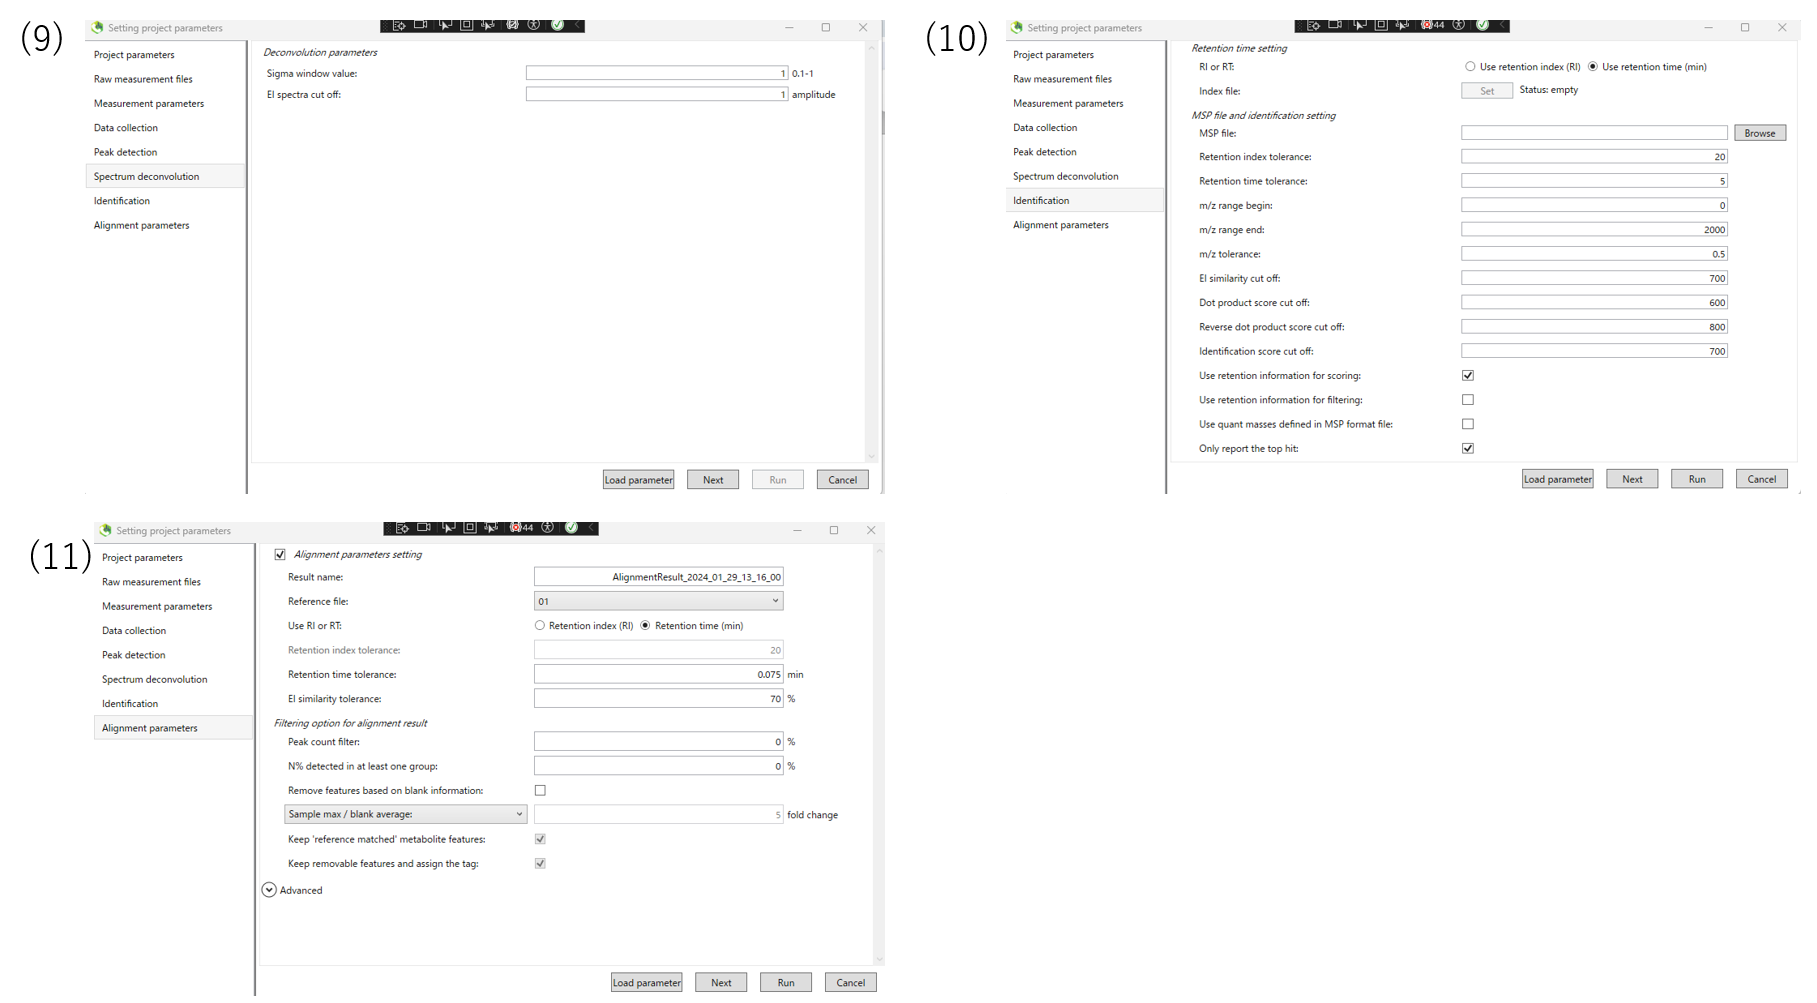 (9)
Setting project parameters
Project parameters
Raw measurement files
Measurement parameters
Data collection
Peak detection
Spectrum deconvolution
Identification
Alignment parameters
Deconvolution parameters
Sigma window value: 1 0.1-1
EI spectra cut off: 1 amplitude
Load parameter Next Run Cancel
(10)
Setting project parameters
44
Project parameters
Raw measurement files
Measurement parameters
Data collection
Peak detection
Spectrum deconvolution
Identification
Alignment parameters
Retention time setting
RI or RT: Use retention index (RI) Use retention time (min)
Index file: Set Status: empty
MSP file and identification setting
MSP file: Browse
Retention index tolerance: 20
Retention time tolerance: 5
m/z range begin: 0
m/z range end: 2000
m/z tolerance: 0.5
EI similarity cut off: 700
Dot product score cut off: 600
Reverse dot product score cut off: 800
Identification score cut off: 700
Use retention information for scoring:
Use retention information for filtering:
Use quant masses defined in MSP format file:
Only report the top hit:
Load parameter Next Run Cancel
(11)
Setting project parameters
44
Project parameters
Raw measurement files
Measurement parameters
Data collection
Peak detection
Spectrum deconvolution
Identification
Alignment parameters
Alignment parameters setting
Result name: AlignmentResult_2024_01_29_13_16_00
Reference file: 01
Use RI or RT: Retention index (RI) Retention time (min)
Retention index tolerance: 20
Retention time tolerance: 0.075 min
EI similarity tolerance: 70 %
Filtering option for alignment result
Peak count filter: 0 %
N% detected in at least one group: 0 %
Remove features based on blank information:
Sample max / blank average: 5 fold change
Keep 'reference matched' metabolite features:
Keep removable features and assign the tag:
Advanced
Load parameter Next Run Cancel